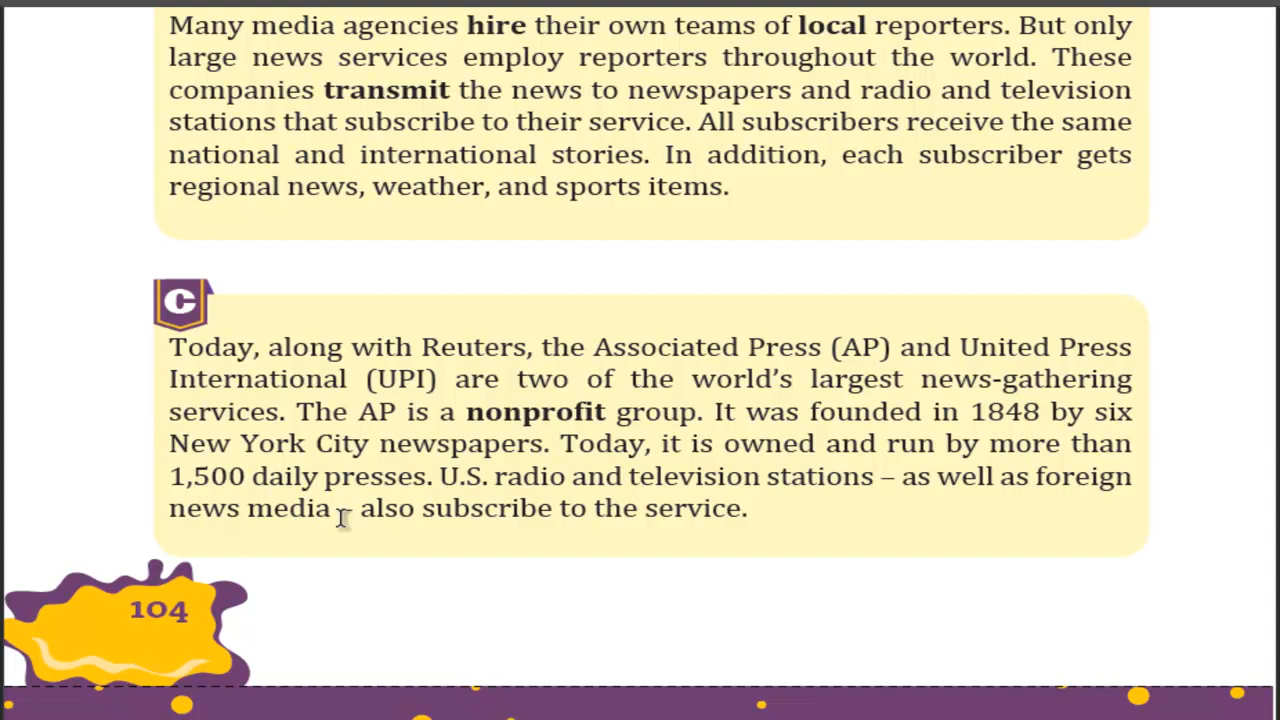 Many media agencies hire their own teams of local reporters. But only
large news services employ reporters throughout the world. These
companies transmit the news to newspapers and radio and television
stations that subscribe to their service. All subscribers receive the same
national and international stories. In addition, each subscriber gets
regional news, weather, and sports items.
C
Today, along with Reuters, the Associated Press (AP) and United Press
International (UPI) are two of the world's largest news-gathering
services. The AP is a nonprofit group. It was founded in 1848 by six
New York City newspapers. Today, it is owned and run by more than
1,500 daily presses. U.S. radio and television stations – as well as foreign
news media – also subscribe to the service.
104